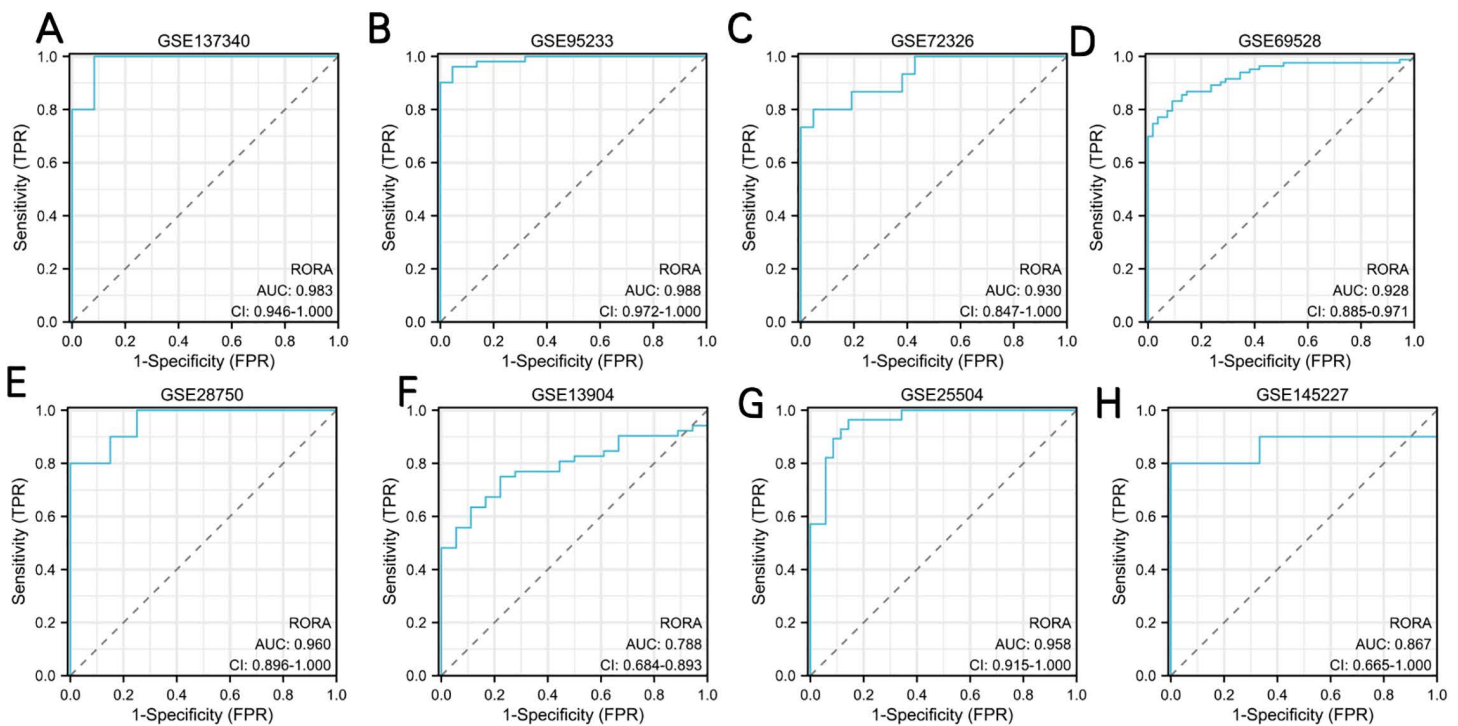 A
GSE137340
1.0
0.8
0.6
0.4
0.2
0.0
Sensitivity (TPR)
RORA
AUC: 0.983
CI: 0.946-1.000
0.0 0.2 0.4 0.6 0.8 1.0
1-Specificity (FPR)
B
GSE95233
1.0
0.8
0.6
0.4
0.2
0.0
Sensitivity (TPR)
RORA
AUC: 0.988
CI: 0.972-1.000
0.0 0.2 0.4 0.6 0.8 1.0
1-Specificity (FPR)
C
GSE72326
1.0
0.8
0.6
0.4
0.2
0.0
Sensitivity (TPR)
RORA
AUC: 0.930
CI: 0.847-1.000
0.0 0.2 0.4 0.6 0.8 1.0
1-Specificity (FPR)
D
GSE69528
1.0
0.8
0.6
0.4
0.2
0.0
Sensitivity (TPR)
RORA
AUC: 0.928
CI: 0.885-0.971
0.0 0.2 0.4 0.6 0.8 1.0
1-Specificity (FPR)
E
GSE28750
1.0
0.8
0.6
0.4
0.2
0.0
Sensitivity (TPR)
RORA
AUC: 0.960
CI: 0.896-1.000
0.0 0.2 0.4 0.6 0.8 1.0
1-Specificity (FPR)
F
GSE13904
1.0
0.8
0.6
0.4
0.2
0.0
Sensitivity (TPR)
RORA
AUC: 0.788
CI: 0.684-0.893
0.0 0.2 0.4 0.6 0.8 1.0
1-Specificity (FPR)
G
GSE25504
1.0
0.8
0.6
0.4
0.2
0.0
Sensitivity (TPR)
RORA
AUC: 0.958
CI: 0.915-1.000
0.0 0.2 0.4 0.6 0.8 1.0
1-Specificity (FPR)
H
GSE145227
1.0
0.8
0.6
0.4
0.2
0.0
Sensitivity (TPR)
RORA
AUC: 0.867
CI: 0.665-1.000
0.0 0.2 0.4 0.6 0.8 1.0
1-Specificity (FPR)